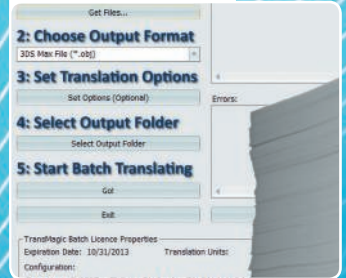 Get Files...
2: Choose Output Format
3DS Max File (*.obj)
3: Set Translation Options
Set Options (Optional)
Errors:
4: Select Output Folder
Select Output Folder
5: Start Batch Translating
Go!
Exit
TransMagic Batch Licence Properties
Expiration Date: 10/31/2013 Translation Units:
Configuration: